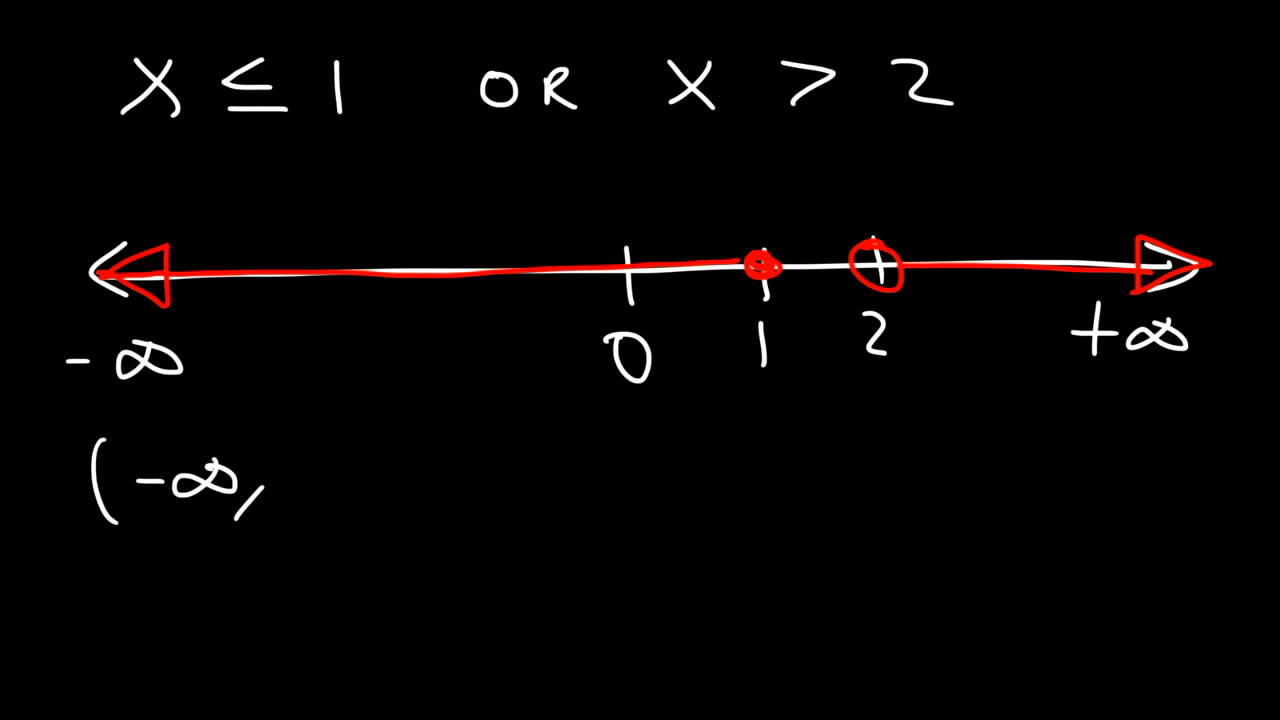 X ≤ 1 OR X > 2
0 1 2
-∞ +∞
(-∞,